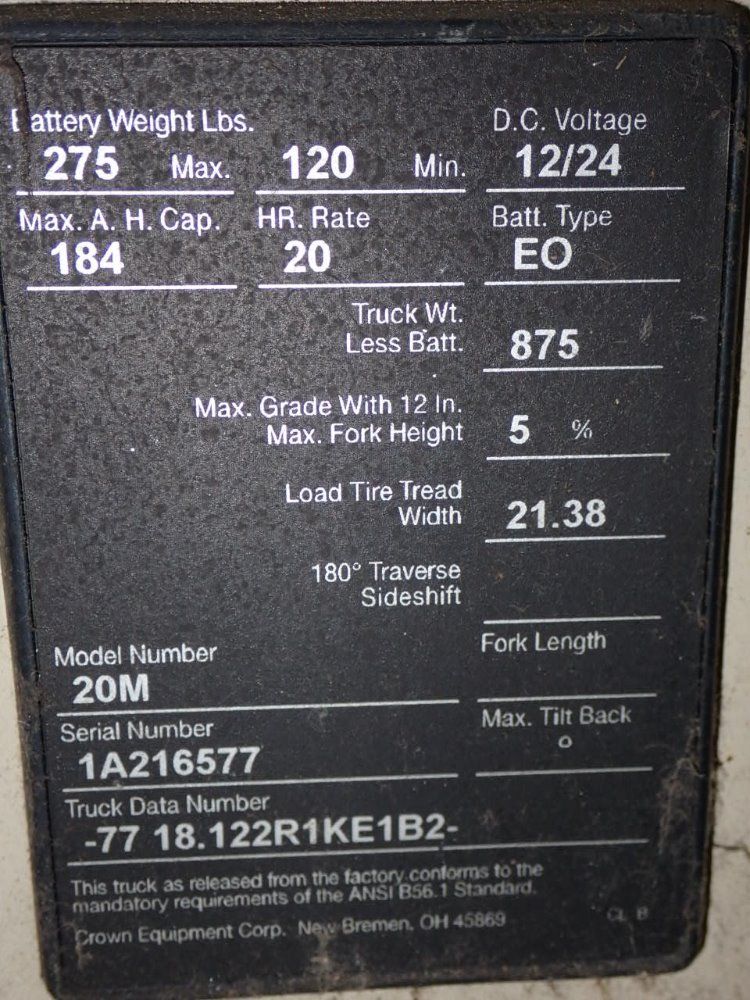 Battery Weight Lbs. D.C. Voltage
275 Max. 120 Min. 12/24
Max. A. H. Cap. HR. Rate Batt. Type
184 20 EO
Truck Wt.
Less Batt. 875
Max. Grade With 12 In.
Max. Fork Height 5 %
Load Tire Tread
Width 21.38
180° Traverse
Sideshift
Model Number Fork Length
20M
Serial Number Max. Tilt Back
1A216577 °
Truck Data Number
-77 18.122R1KE1B2-
This truck as released from the factory conforms to the
mandatory requirements of the ANSI B56.1 Standard.
Crown Equipment Corp. New Bremen, OH 45869 CL B